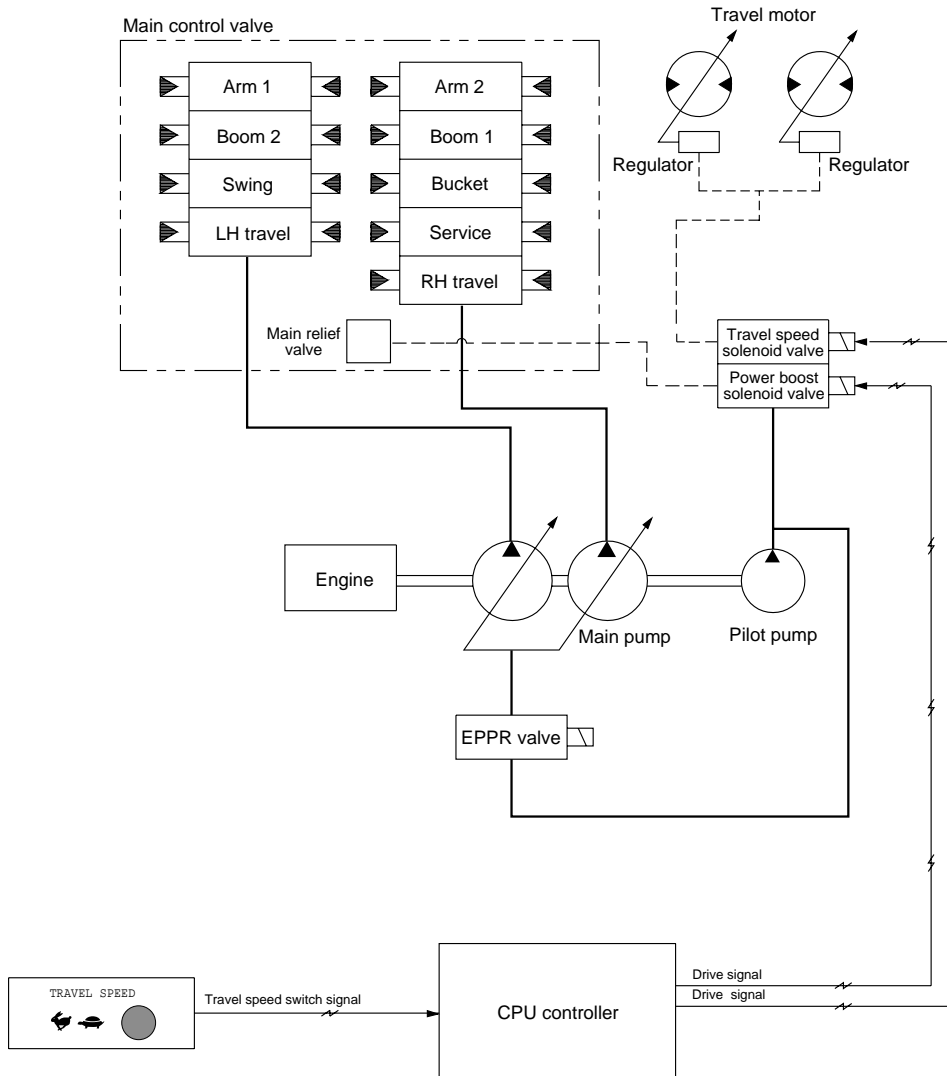 Main control valve
Travel motor
Arm 1
Arm 2
Boom 2
Boom 1
Swing
Bucket
LH travel
Service
RH travel
Regulator
Regulator
Main relief
valve
Travel speed
solenoid valve
Power boost
solenoid valve
Engine
Main pump
Pilot pump
EPPR valve
TRAVEL SPEED
Travel speed switch signal
CPU controller
Drive signal
Drive signal